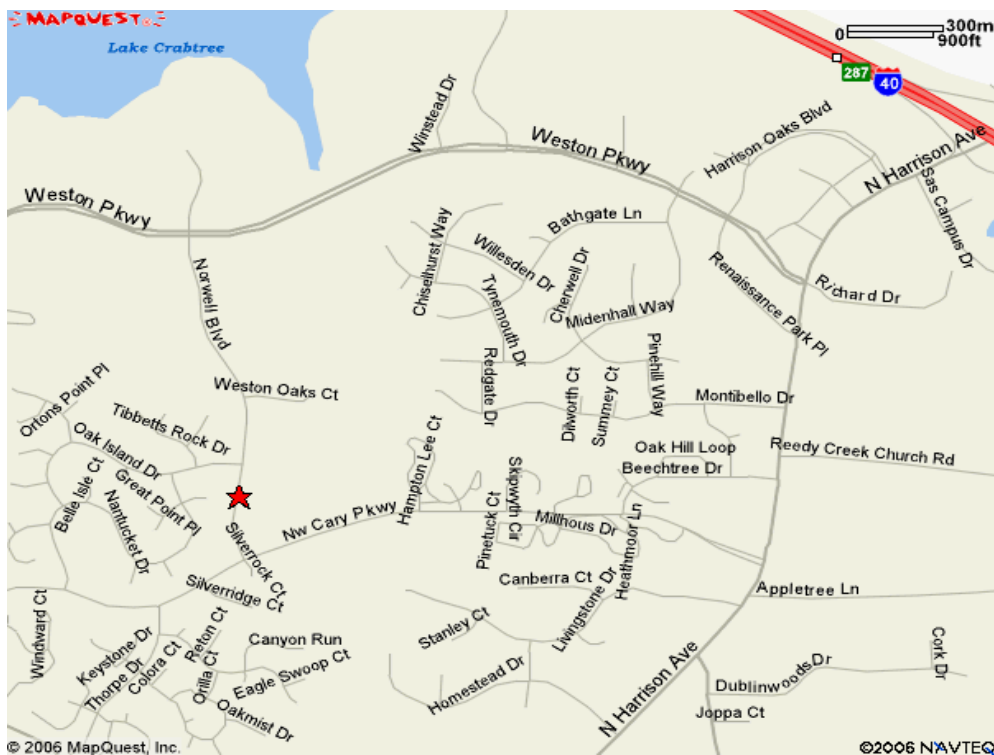 MAPQUEST
Lake Crabtree
0 300m
900ft
287
40
Winstead Dr
Weston Pkwy
Harrison Oaks Blvd
N Harrison Ave
Sas Campus Dr
Weston Pkwy
Bathgate Ln
Chiselhurst Way
Willesden Dr
Cherwell Dr
Norwell Blvd
Tynemouth Dr
Midenhall Way
Renaissance Park Pl
Richard Dr
Pinehill Way
Redgate Dr
Weston Oaks Ct
Dilworth Ct
Summey Ct
Montibello Dr
Ortons Point Pl
Tibbetts Rock Dr
Oak Island Dr
Hampton Lee Ct
Oak Hill Loop
Reedy Creek Church Rd
Beechtree Dr
Belle Isle Ct
Great Point Pl
Nantucket Dr
Skipwyth Cir
Nw Cary Pkwy
Pinetuck Ct
Millhous Dr
Heathmoor Ln
Silverrock Ct
Silverridge Ct
Canberra Ct
Livingstone Dr
Appletree Ln
Windward Ct
Reton Ct
Stanley Ct
Keystone Dr
Canyon Run
Cork Dr
Thorpe Dr
Colora Ct
Orilla Ct
Eagle Swoop Ct
Homestead Dr
N Harrison Ave
Dublinwoods Dr
Oakmist Dr
Joppa Ct
© 2006 MapQuest, Inc.
©2006 NAVTEQ